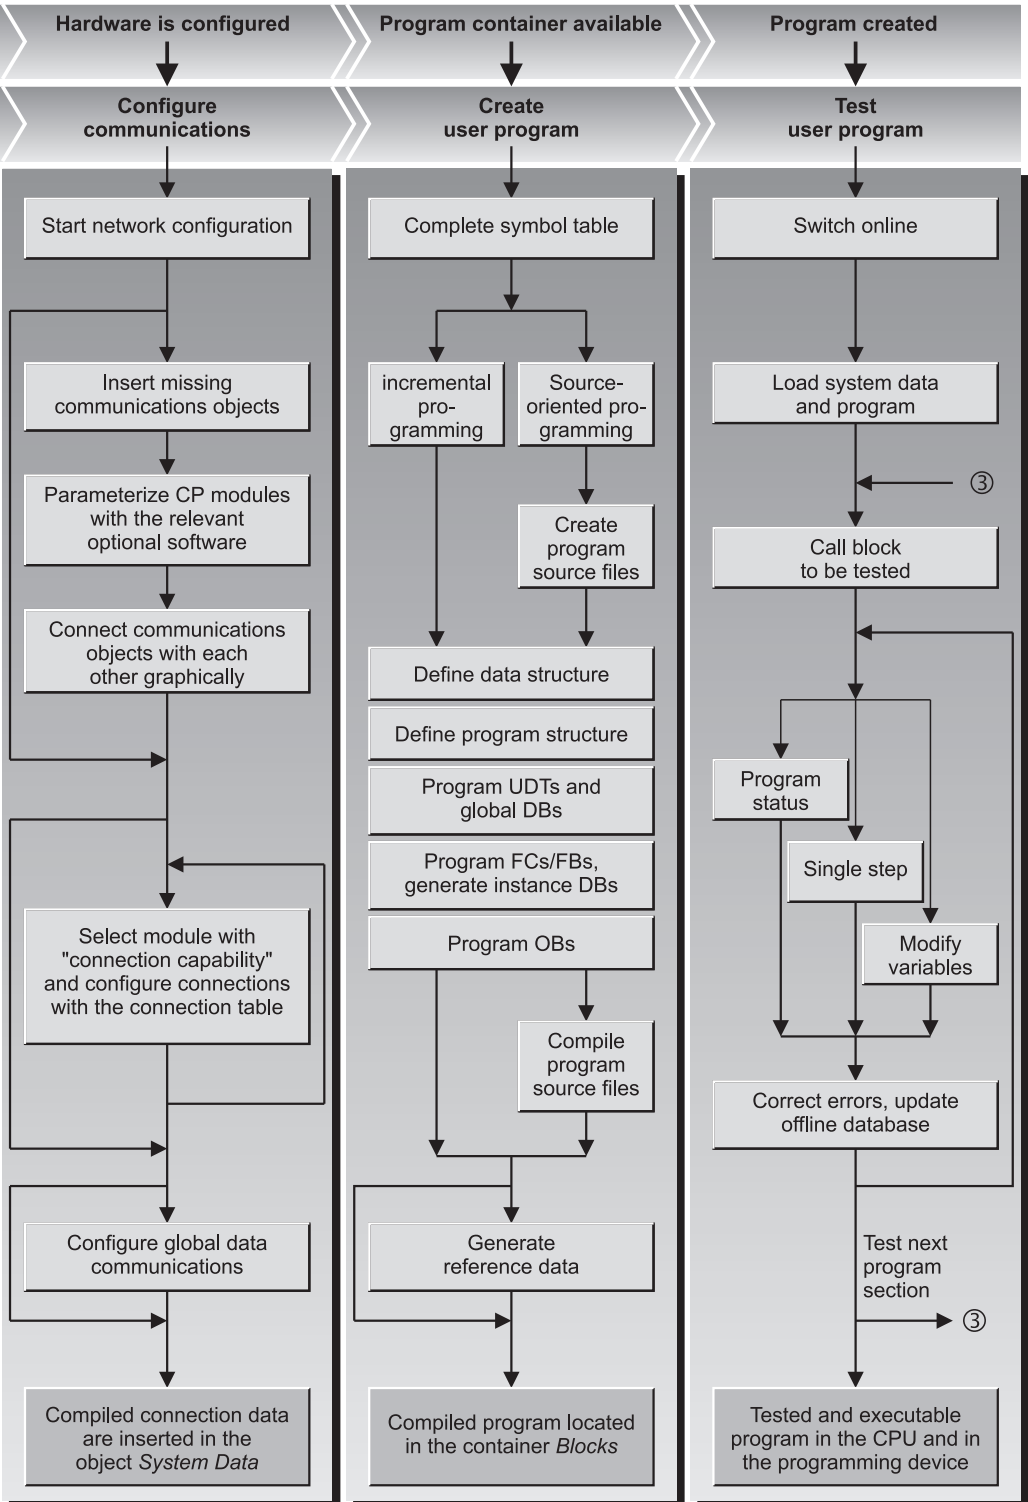 Hardware is configured
Program container available
Program created
Configure
communications
Create
user program
Test
user program
Start network configuration
Insert missing
communications objects
Parameterize CP modules
with the relevant
optional software
Connect communications
objects with each
other graphically
Select module with
"connection capability"
and configure connections
with the connection table
Configure global data
communications
Compiled connection data
are inserted in the
object System Data
Complete symbol table
incremental
pro-
gramming
Source-
oriented pro-
gramming
Create
program
source files
Define data structure
Define program structure
Program UDTs and
global DBs
Program FCs/FBs,
generate instance DBs
Program OBs
Compile
program
source files
Generate
reference data
Compiled program located
in the container Blocks
Switch online
Load system data
and program
③
Call block
to be tested
Program
status
Single step
Modify
variables
Correct errors, update
offline database
Test next
program
section
③
Tested and executable
program in the CPU and in
the programming device